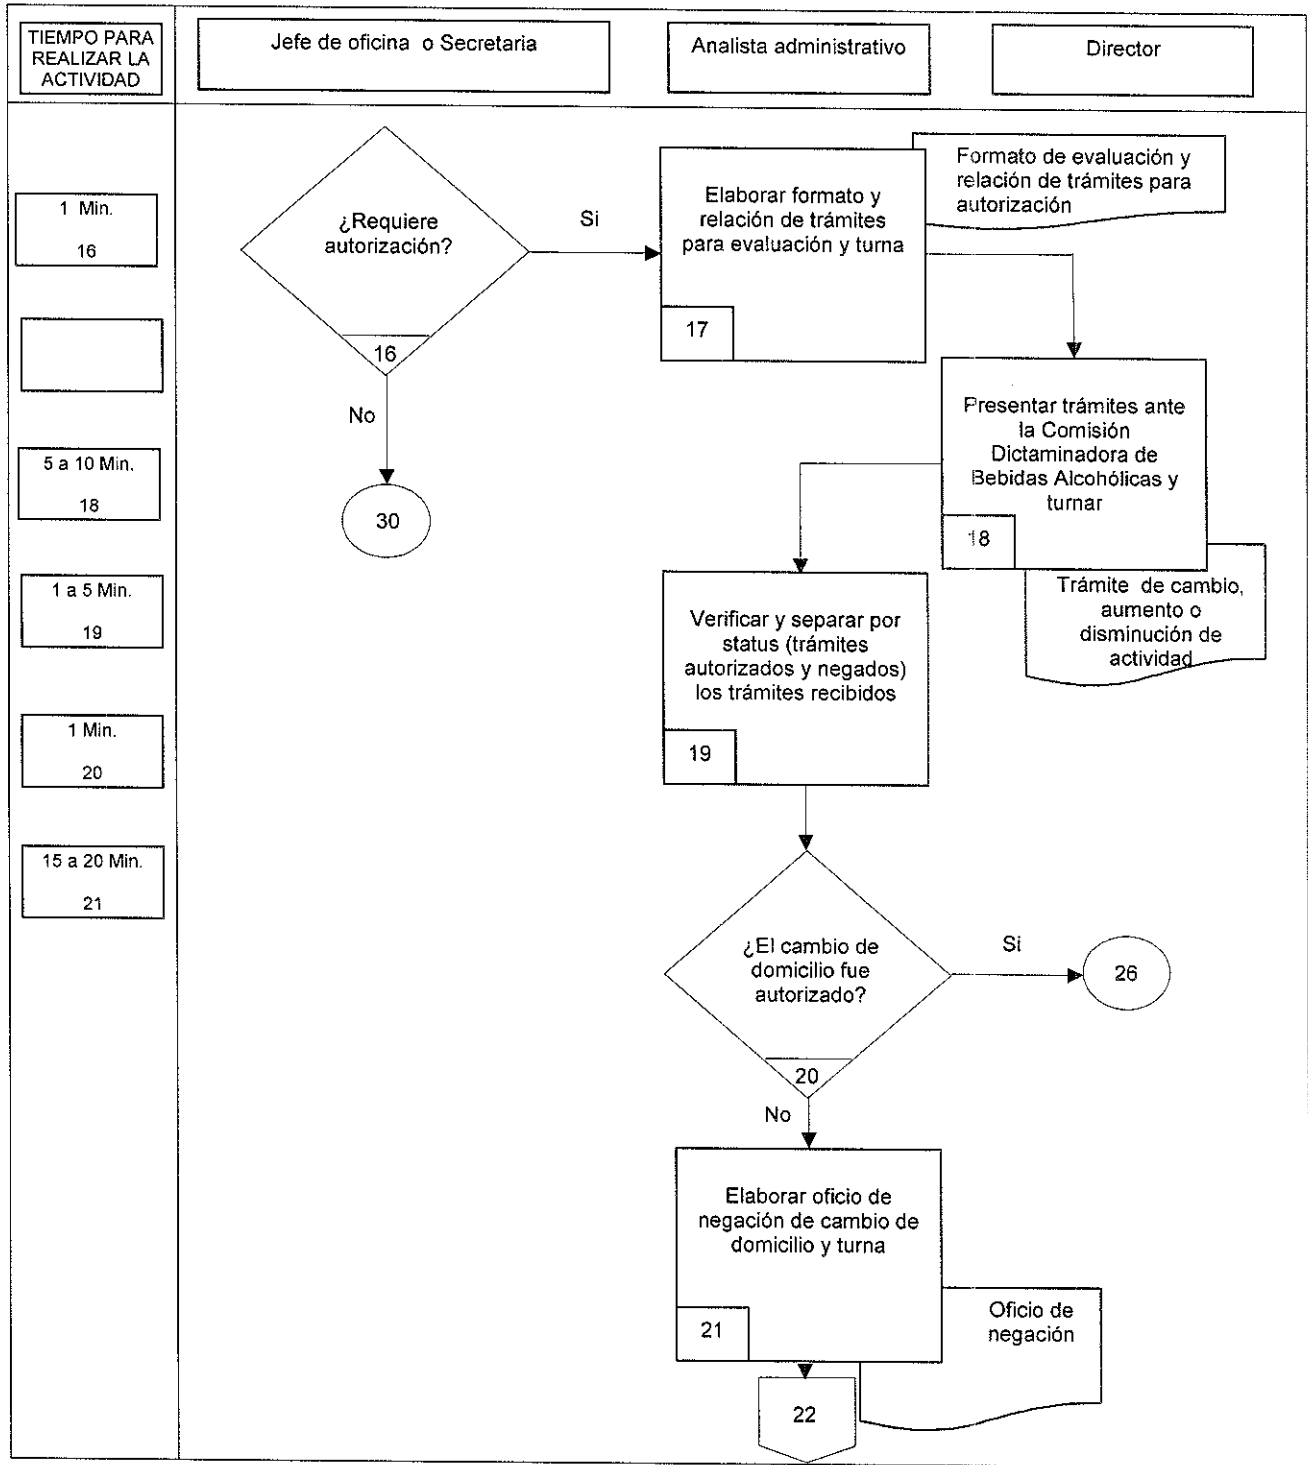 TIEMPO PARA
REALIZAR LA
ACTIVIDAD
Jefe de oficina o Secretaria
Analista administrativo
Director
1 Min.
16
5 a 10 Min.
18
1 a 5 Min.
19
1 Min.
20
15 a 20 Min.
21
¿Requiere
autorización?
16
Si
No
30
Elaborar formato y
relación de trámites
para evaluación y turna
17
Formato de evaluación y
relación de trámites para
autorización
Presentar trámites ante
la Comisión
Dictaminadora de
Bebidas Alcohólicas y
turnar
18
Trámite de cambio,
aumento o
disminución de
actividad
Verificar y separar por
status (trámites
autorizados y negados)
los trámites recibidos
19
¿El cambio de
domicilio fue
autorizado?
20
Si
26
No
Elaborar oficio de
negación de cambio de
domicilio y turna
21
Oficio de
negación
22